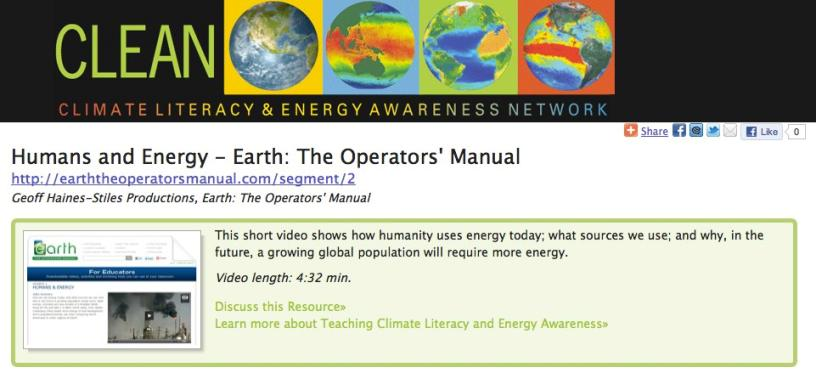 CLEAN
CLIMATE LITERACY & ENERGY AWARENESS NETWORK
Share
Like
0
Humans and Energy - Earth: The Operators' Manual
http://earththeoperatorsmanual.com/segment/2
Geoff Haines-Stiles Productions, Earth: The Operators' Manual
This short video shows how humanity uses energy today; what sources we use; and why, in the
future, a growing global population will require more energy.
Video length: 4:32 min.
Discuss this Resource»
Learn more about Teaching Climate Literacy and Energy Awareness»
earth
For Educators
HUMANS & ENERGY